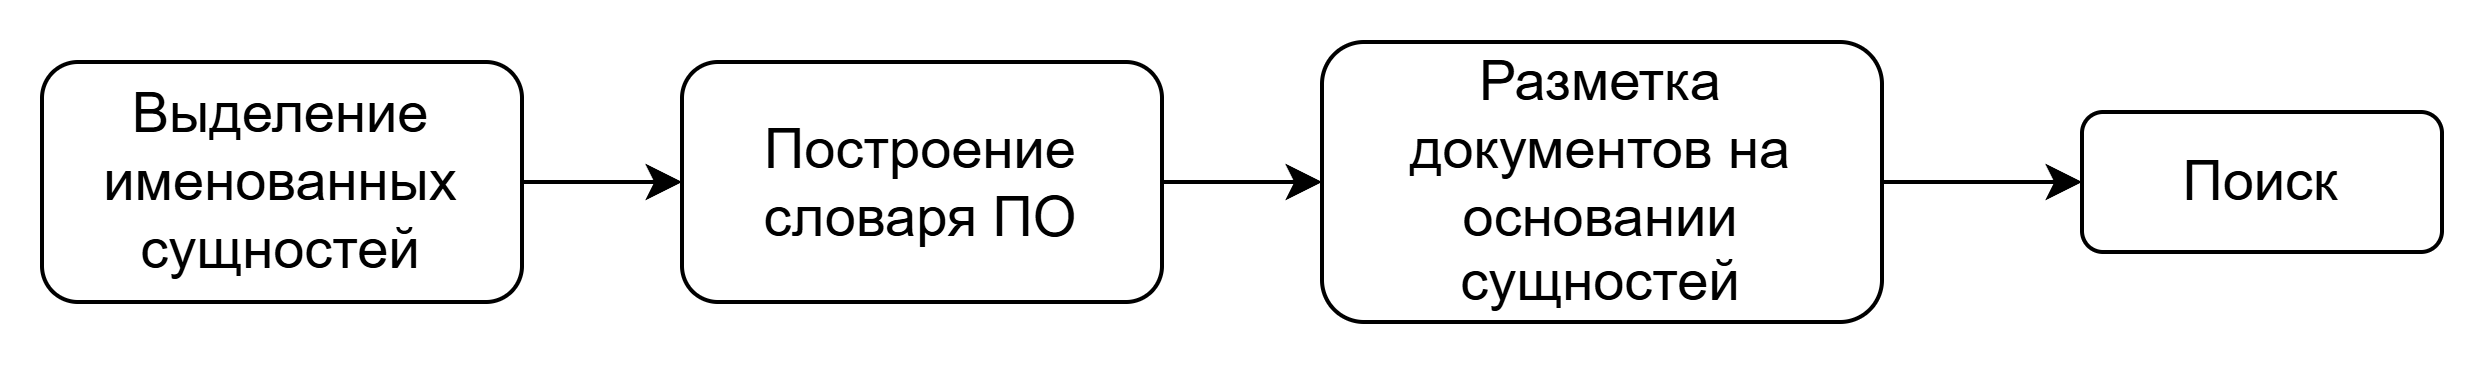 Выделение
именованных
сущностей
Построение
словаря ПО
Разметка
документов на
основании
сущностей
Поиск